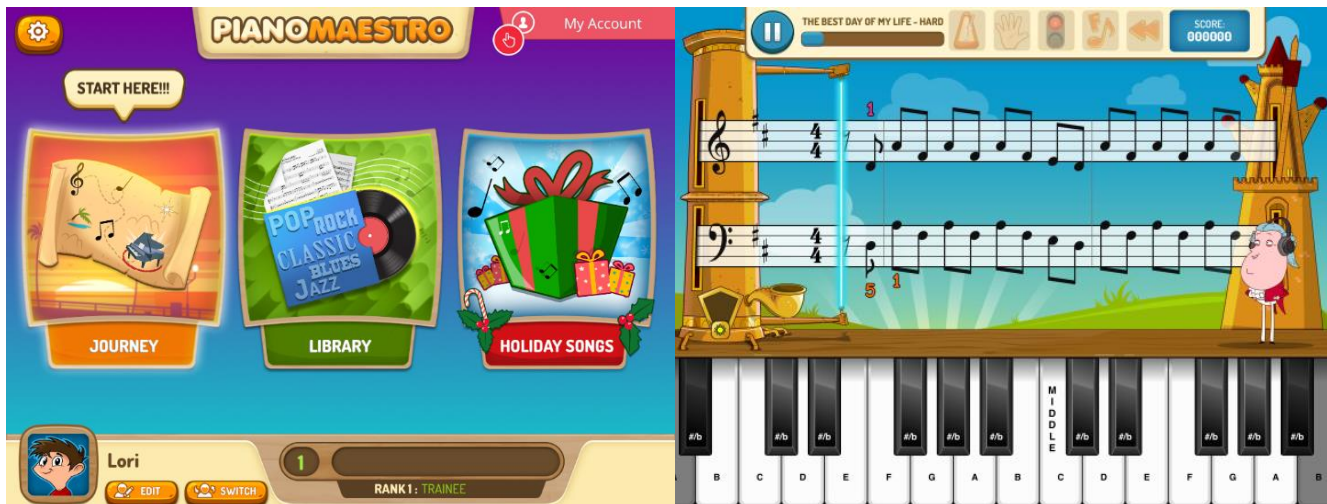 PIANOMAESTRO
My Account
START HERE!!!
POP ROCK
CLASSIC
BLUES
JAZZ
JOURNEY
LIBRARY
HOLIDAY SONGS
Lori
EDIT
SWITCH
1
RANK 1: TRAINEE
THE BEST DAY OF MY LIFE - HARD
SCORE:
000000
1
4
4
4
4
5 1
MIDDLE
#/b #/b #/b #/b #/b #/b #/b #/b #/b #/b #/b
B C D E F G A B C D E F G A B